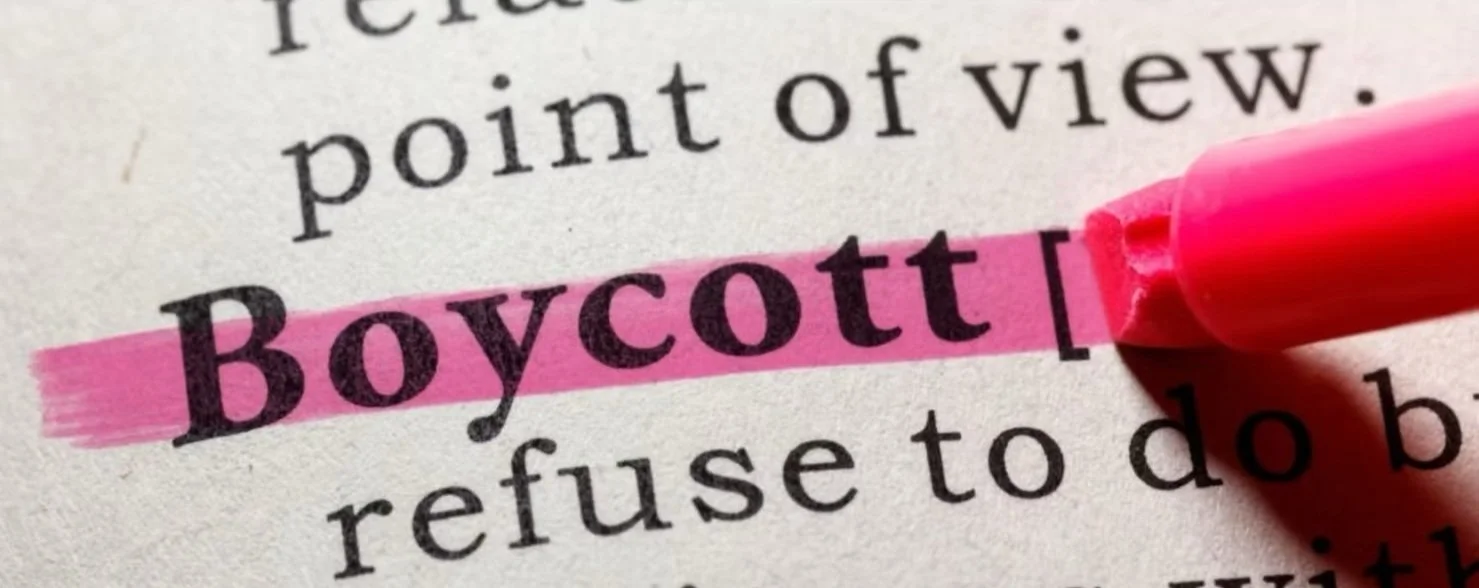 point of view.
Boycott [
refuse to do